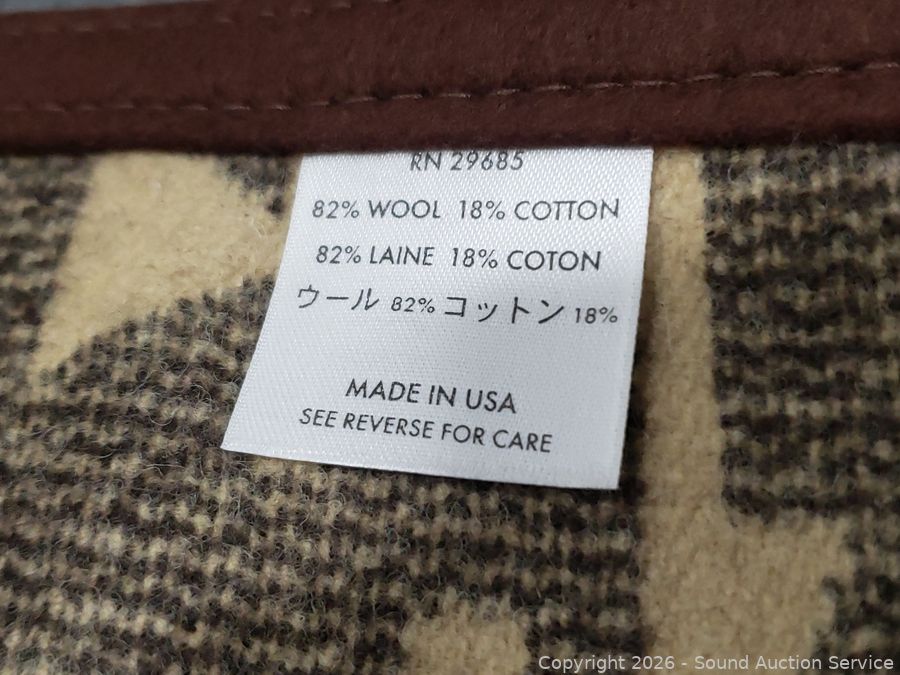 RN 29685
82% WOOL 18% COTTON
82% LAINE 18% COTON
ウール 82% コットン 18%
MADE IN USA
SEE REVERSE FOR CARE
Copyright 2026 - Sound Auction Service